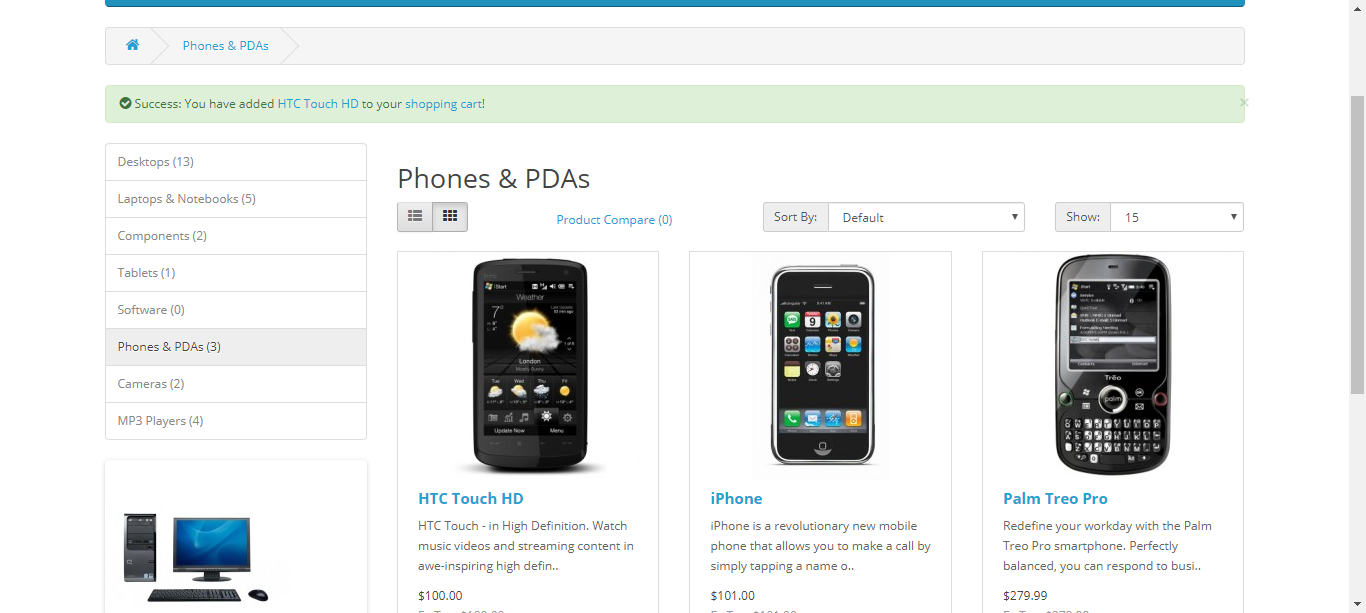 Phones & PDAs
Success: You have added HTC Touch HD to your shopping cart!
×
Desktops (13)
Laptops & Notebooks (5)
Components (2)
Tablets (1)
Software (0)
Phones & PDAs (3)
Cameras (2)
MP3 Players (4)
Phones & PDAs
Product Compare (0)
Sort By:
Default
Show:
15
iStart
Weather
7°
London
Mostly Sunny
Tue Wed Thu Fri
Update Now
Menu
HTC Touch HD
HTC Touch - in High Definition. Watch
music videos and streaming content in
awe-inspiring high defin..
$100.00
9
iPhone
iPhone is a revolutionary new mobile
phone that allows you to make a call by
simply tapping a name o..
$101.00
Treo
palm
Palm Treo Pro
Redefine your workday with the Palm
Treo Pro smartphone. Perfectly
balanced, you can respond to busi..
$279.99